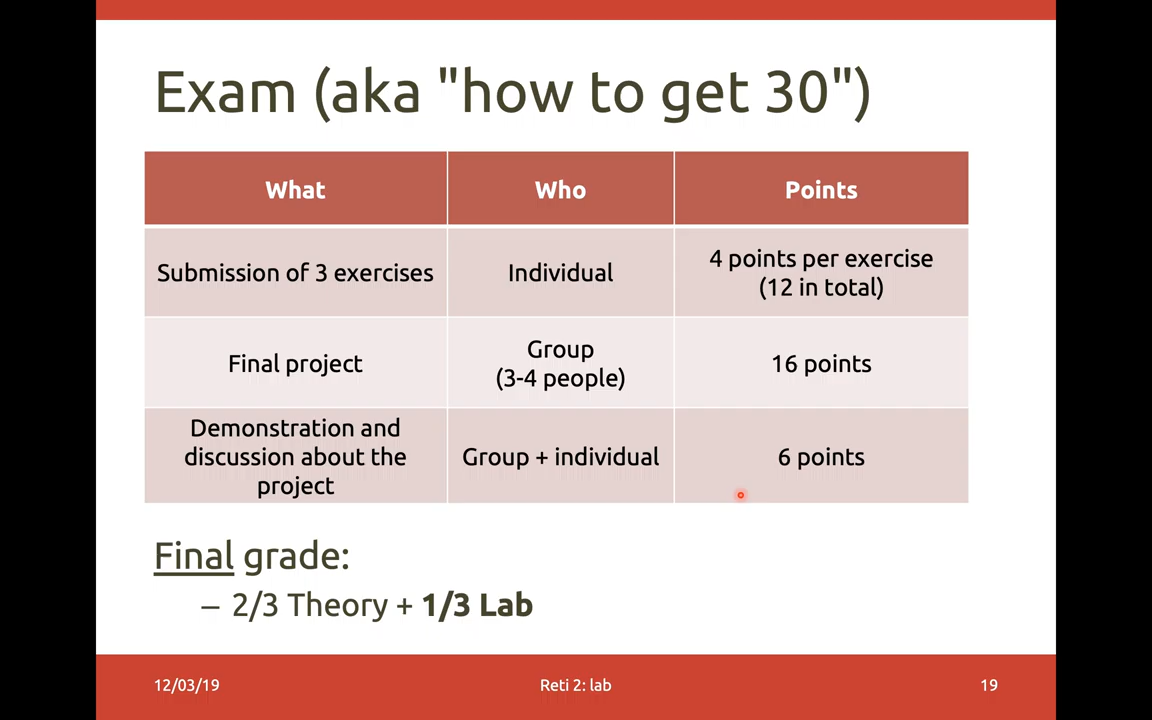 Exam (aka "how to get 30")
What
Who
Points
Submission of 3 exercises
Individual
4 points per exercise
(12 in total)
Final project
Group
(3-4 people)
16 points
Demonstration and
discussion about the
project
Group + individual
6 points
Final grade:
– 2/3 Theory + 1/3 Lab
12/03/19
Reti 2: lab
19